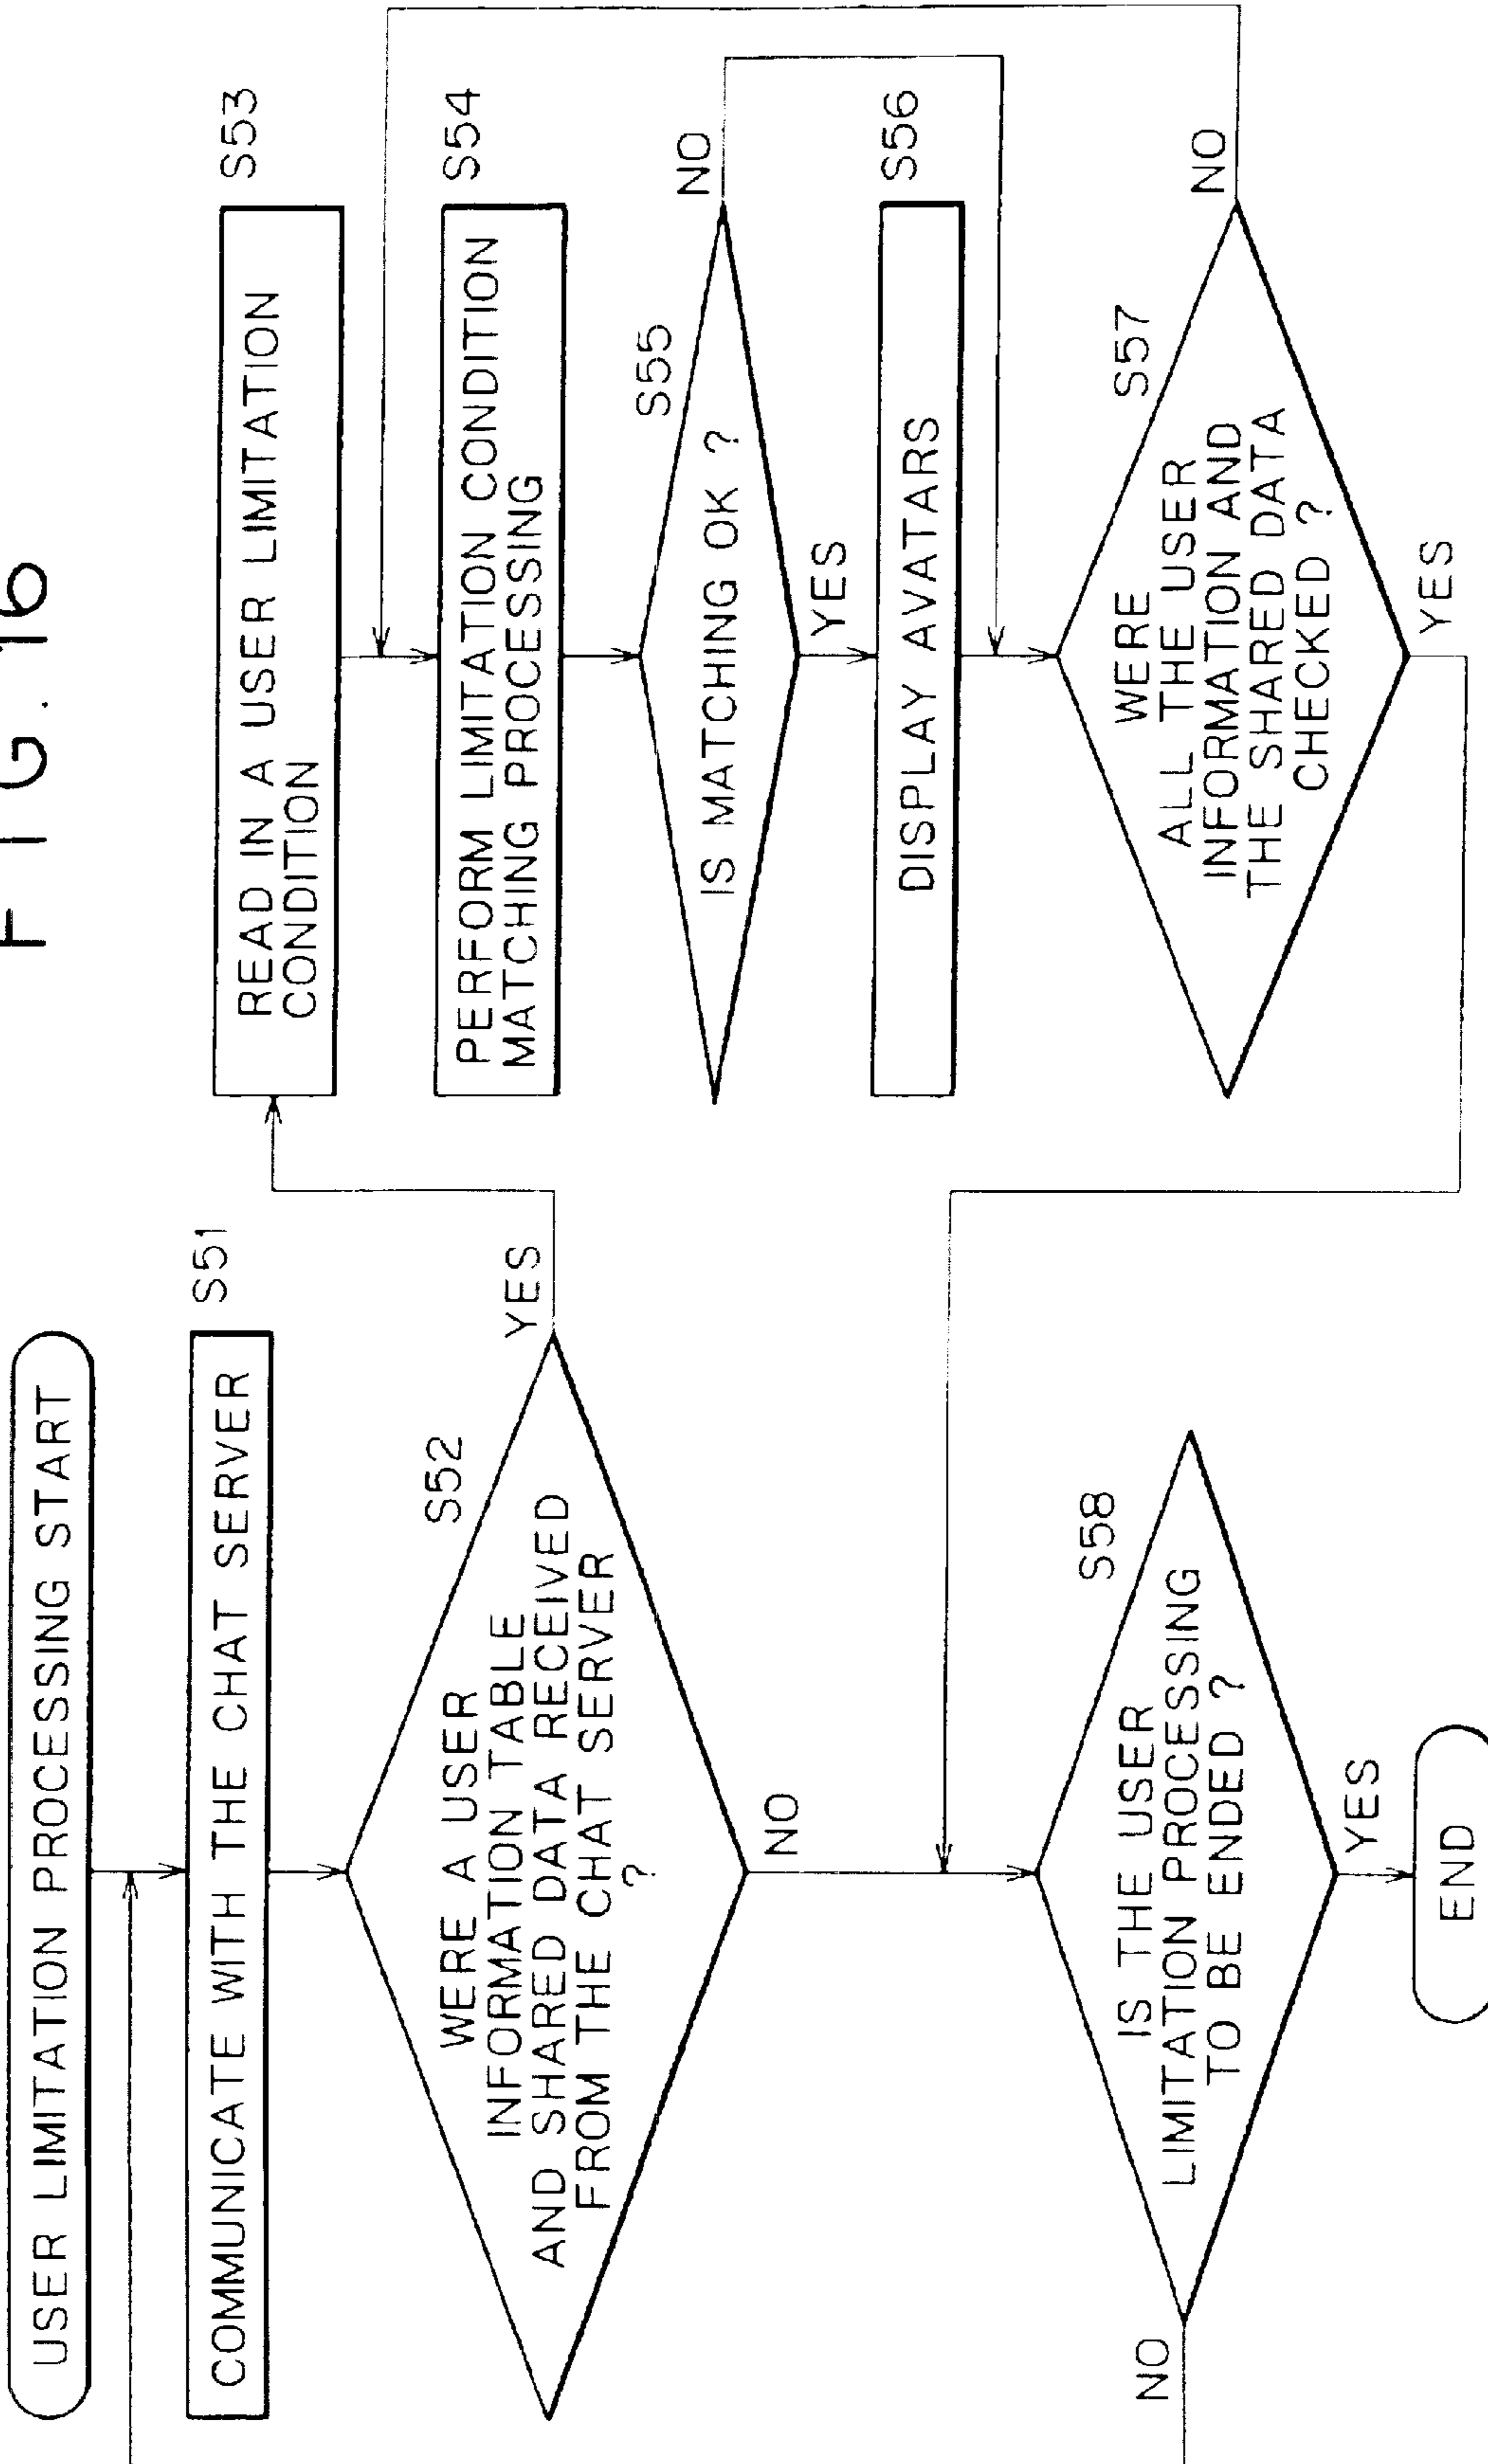 FIG. 16
USER LIMITATION PROCESSING START
COMMUNICATE WITH THE CHAT SERVER
S51
WERE A USER
INFORMATION TABLE
AND SHARED DATA RECEIVED
FROM THE CHAT SERVER
?
S52
YES
NO
IS THE USER
LIMITATION PROCESSING
TO BE ENDED ?
S58
NO
YES
END
READ IN A USER LIMITATION
CONDITION
S53
PERFORM LIMITATION CONDITION
MATCHING PROCESSING
S54
IS MATCHING OK ?
S55
NO
YES
DISPLAY AVATARS
S56
WERE
ALL THE USER
INFORMATION AND
THE SHARED DATA
CHECKED ?
S57
NO
YES